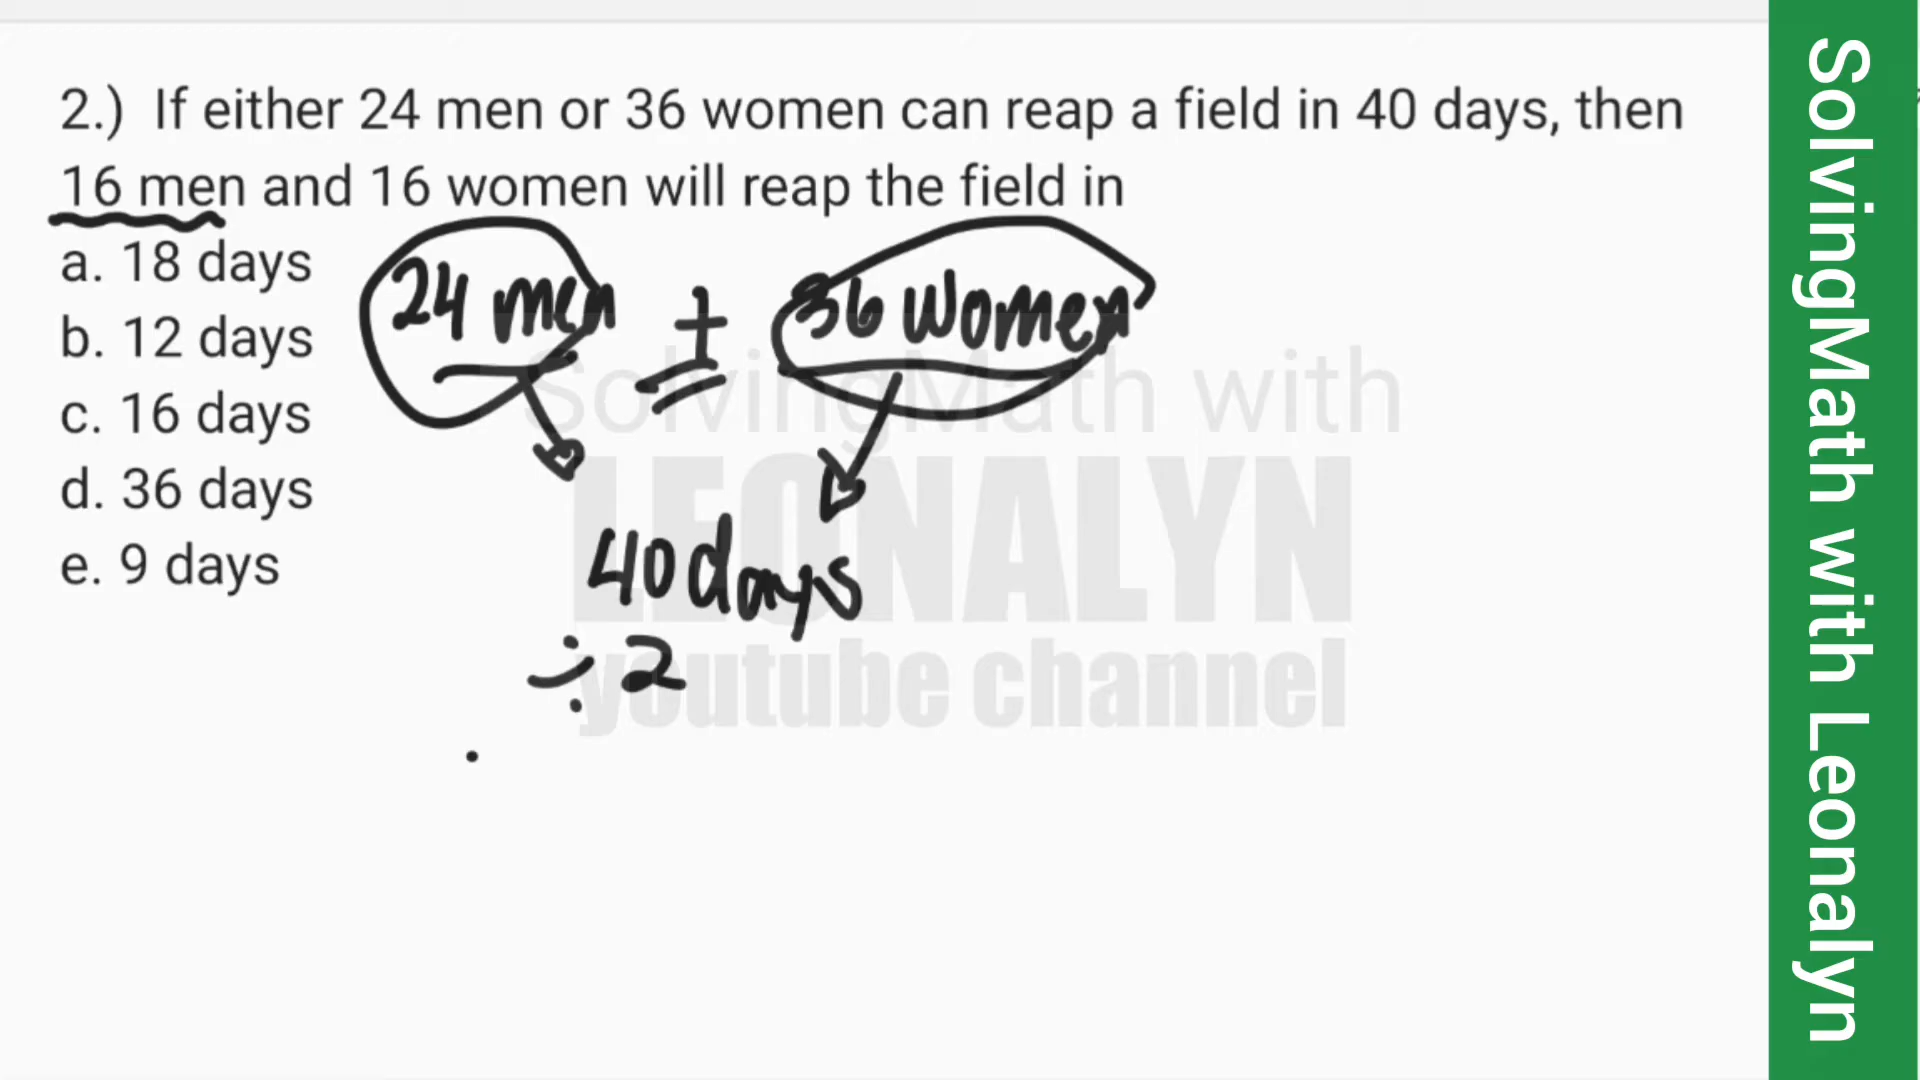 2.) If either 24 men or 36 women can reap a field in 40 days, then
16 men and 16 women will reap the field in
a. 18 days
b. 12 days
c. 16 days
d. 36 days
e. 9 days
24 men + 36 women
40 days
÷ 2
SolvingMath with
LEONALYN
youtube channel
SolvingMath with Leonalyn